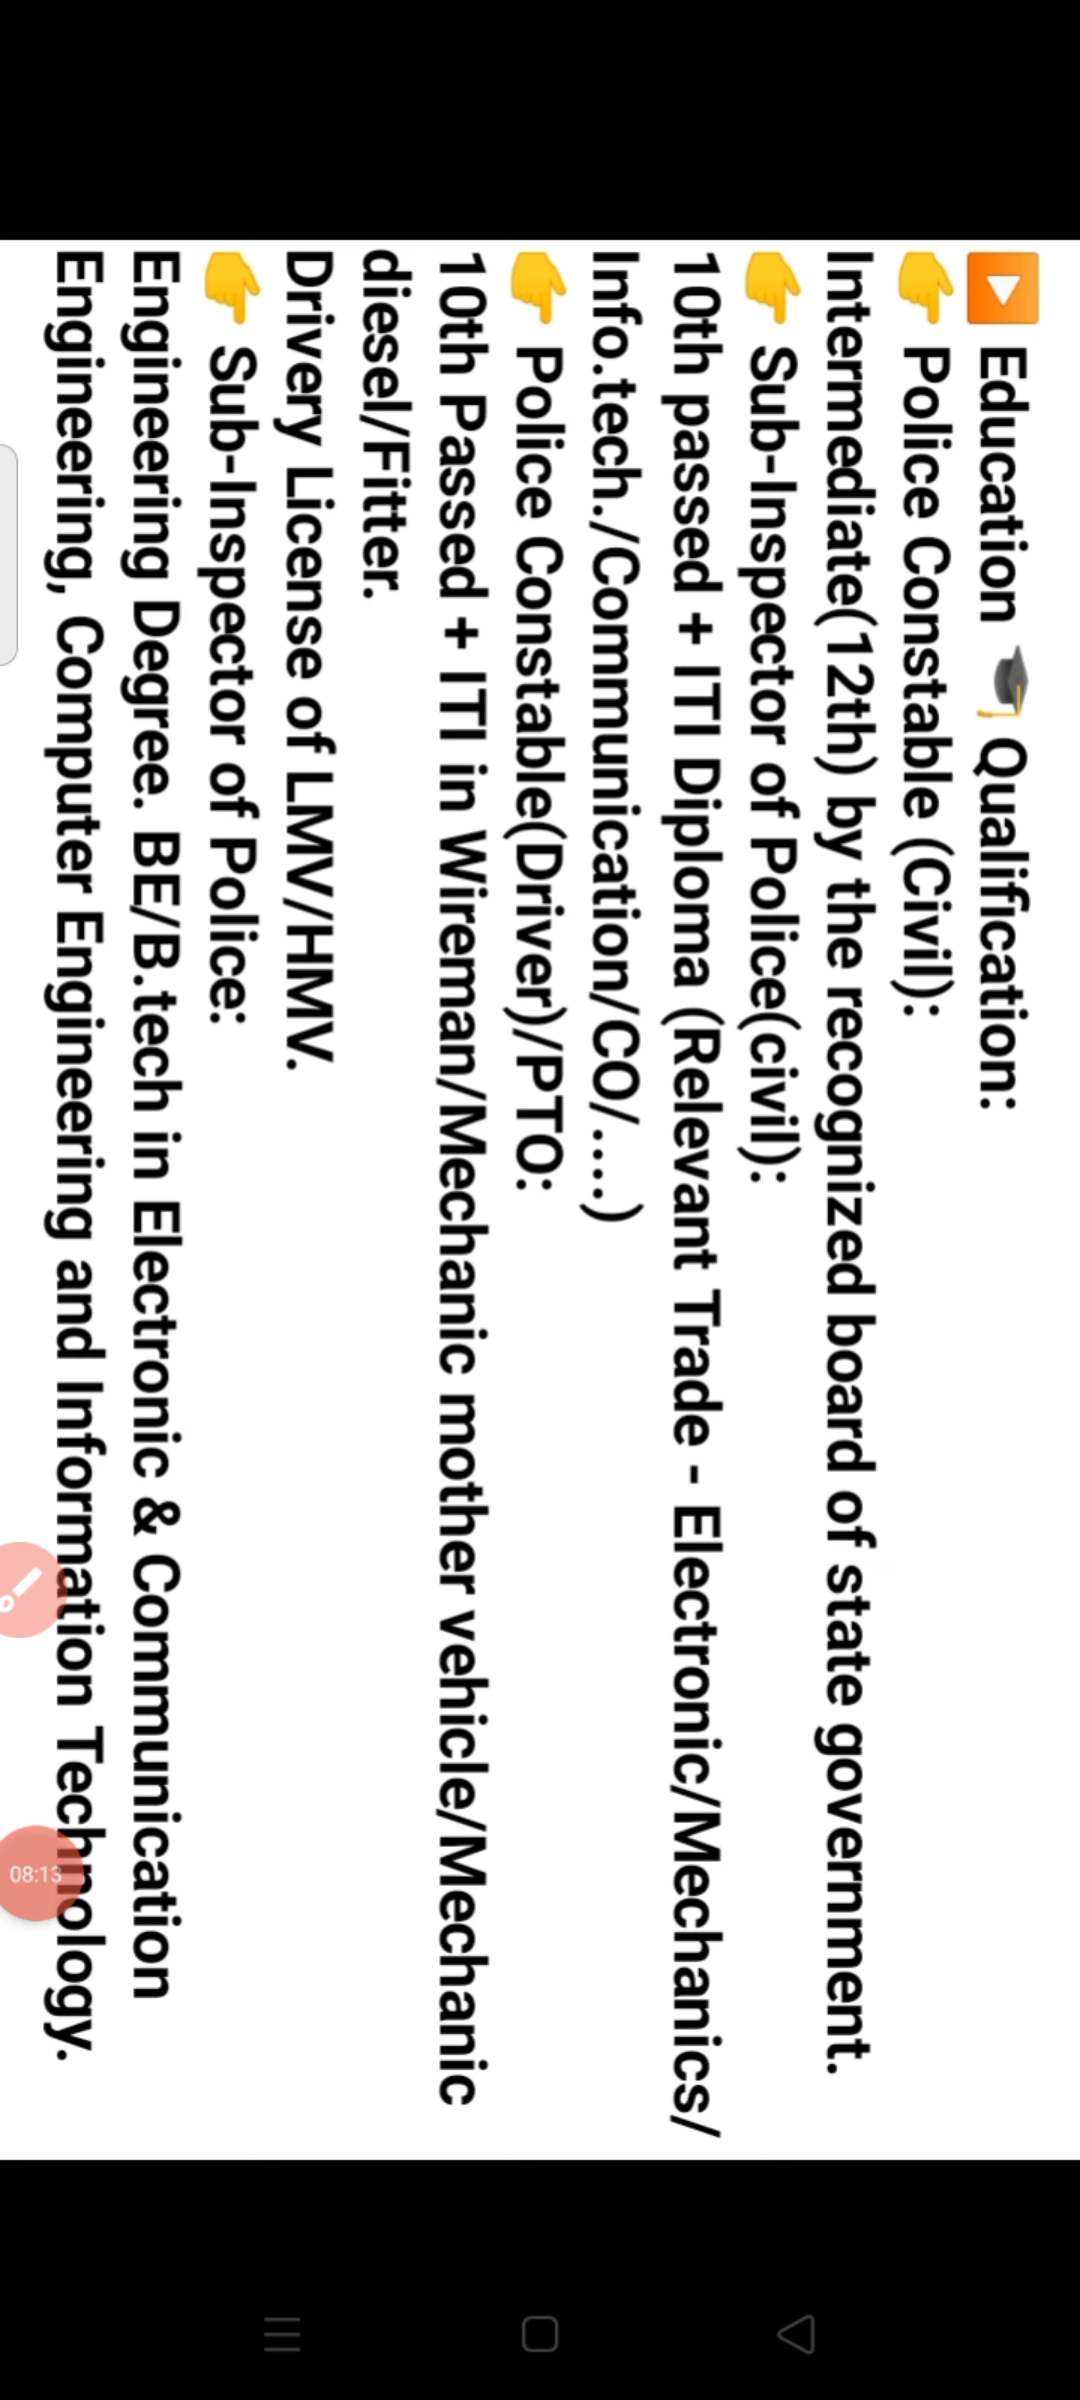 Education 🎓 Qualification:
Police Constable (Civil):
Intermediate(12th) by the recognized board of state government.
Sub-Inspector of Police(civil):
10th passed + ITI Diploma (Relevant Trade - Electronic/Mechanics/
Info.tech./Communication/CO/....)
Police Constable(Driver)/PTO:
10th Passed + ITI in Wireman/Mechanic mother vehicle/Mechanic
diesel/Fitter.
Drivery License of LMV/HMV.
Sub-Inspector of Police:
Engineering Degree. BE/B.tech in Electronic & Communication
Engineering, Computer Engineering and Information Technology.
08:13